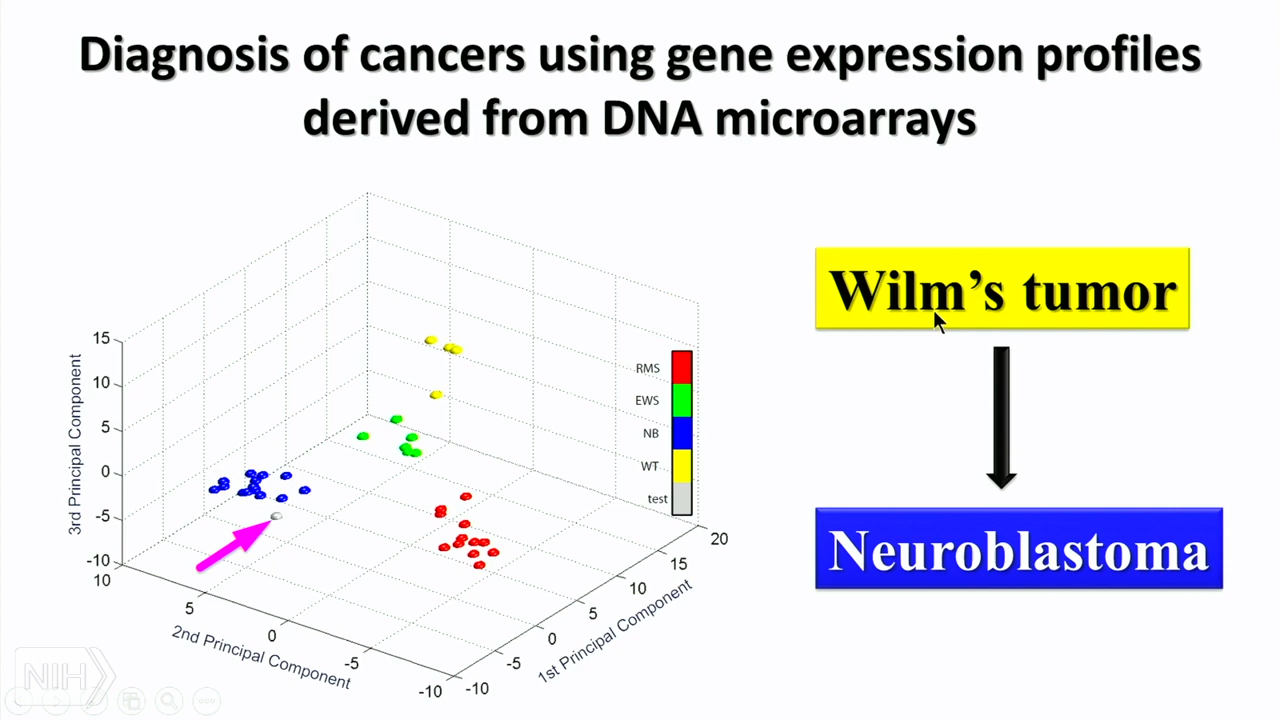 Diagnosis of cancers using gene expression profiles
derived from DNA microarrays
15
10
5
0
-5
-10
3rd Principal Component
10
5
0
-5
-10
2nd Principal Component
-10
-5
0
5
10
15
20
1st Principal Component
RMS
EWS
NB
WT
test
Wilm’s tumor
Neuroblastoma
NIH